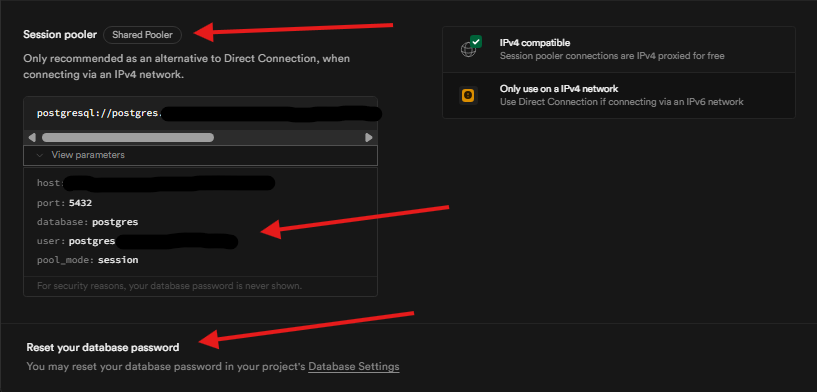 Session pooler Shared Pooler
Only recommended as an alternative to Direct Connection, when
connecting via an IPv4 network.
postgresql://postgres.
View parameters
host:
port: 5432
database: postgres
user: postgres
pool_mode: session
For security reasons, your database password is never shown.
IPv4 compatible
Session pooler connections are IPv4 proxied for free
Only use on a IPv4 network
Use Direct Connection if connecting via an IPv6 network
Reset your database password
You may reset your database password in your project's Database Settings